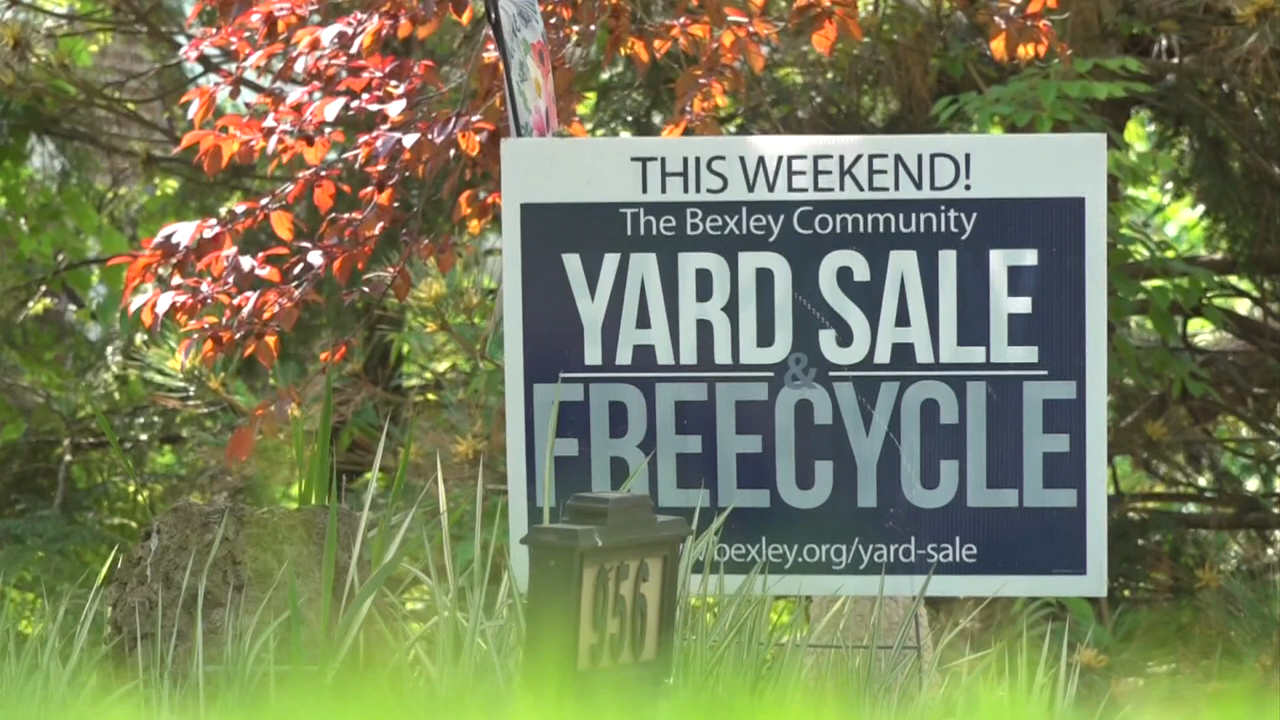 THIS WEEKEND!
The Bexley Community
YARD SALE
&
FREECYCLE
bexley.org/yard-sale
956